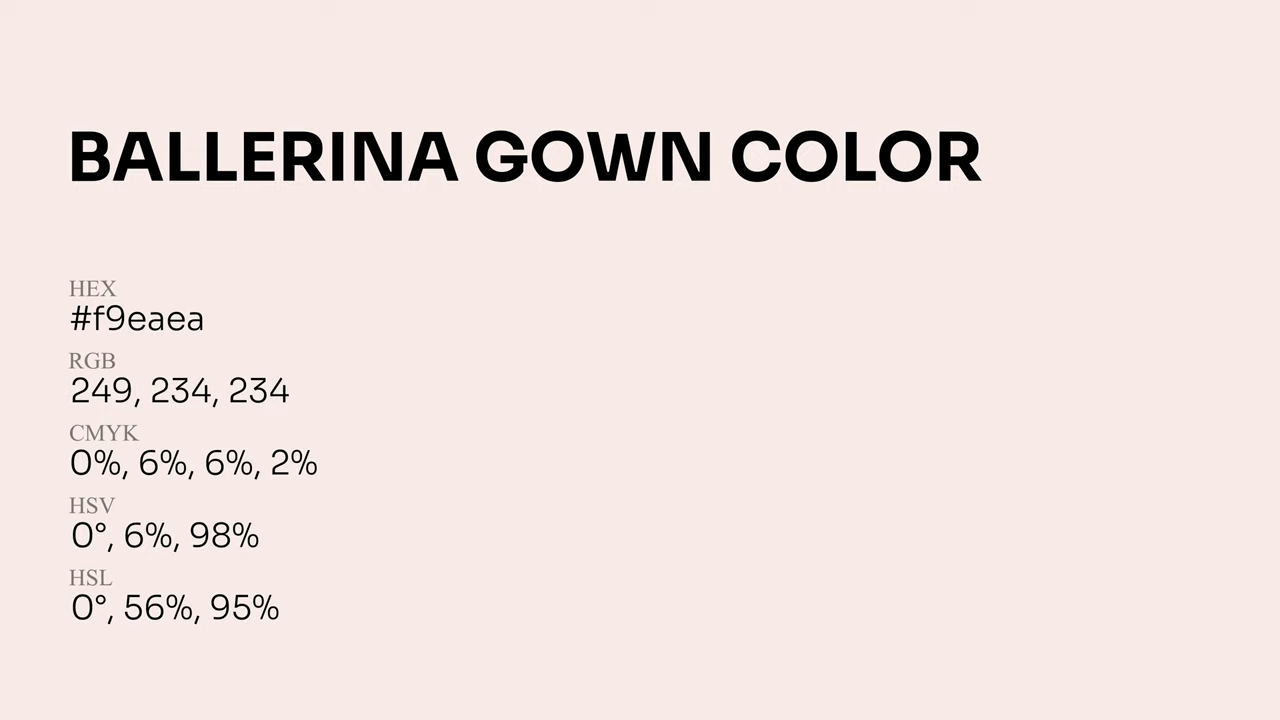 BALLERINA GOWN COLOR
HEX
#f9eaea
RGB
249, 234, 234
CMYK
0%, 6%, 6%, 2%
HSV
0°, 6%, 98%
HSL
0°, 56%, 95%